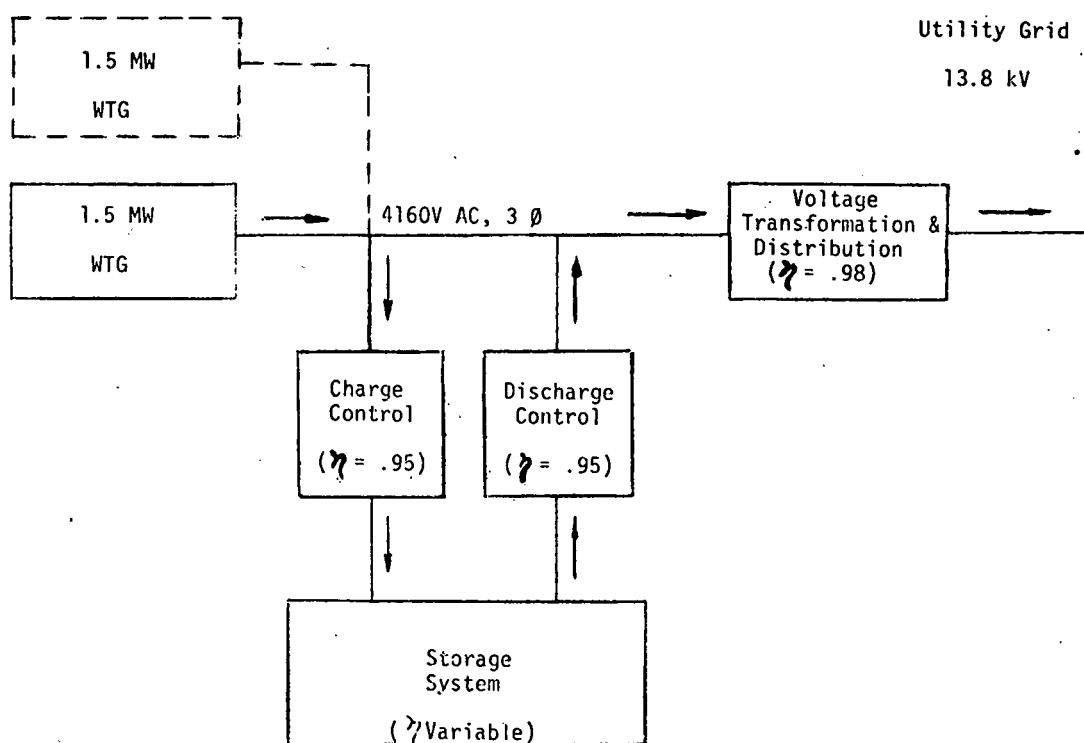 Utility Grid
13.8 kV
1.5 MW
WTG
1.5 MW
WTG
4160V AC, 3 Ø
Voltage
Transformation &
Distribution
(η = .98)
Charge
Control
(η = .95)
Discharge
Control
(η = .95)
Storage
System
(η Variable)